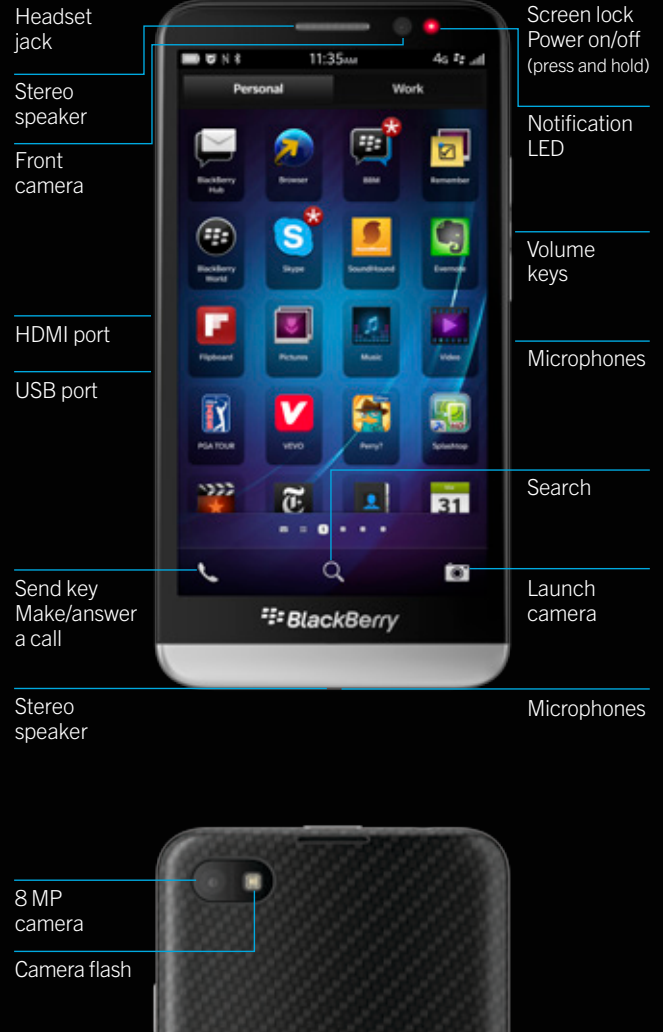 Headset
jack
Screen lock
Power on/off
(press and hold)
11:35AM
4G
Stereo
speaker
Personal
Work
Notification
LED
Front
camera
BlackBerry
Hub
Browser
BBM
Remember
BlackBerry
World
Skype
SoundHound
Evernote
Volume
keys
HDMI port
Flipboard
Pictures
Music
Video
Microphones
USB port
PGA TOUR
VEVO
Perry?
Splashtop
HD
31
Search
Send key
Make/answer
a call
Launch
camera
BlackBerry
Stereo
speaker
Microphones
8 MP
camera
Camera flash